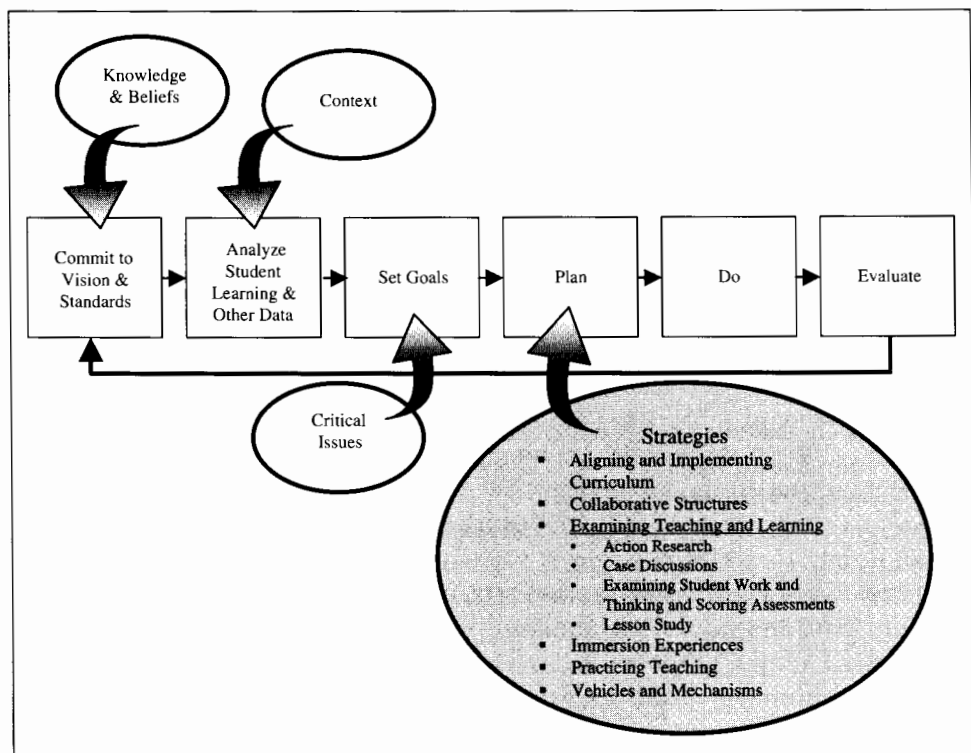 Knowledge
& Beliefs
Context
Commit to
Vision &
Standards
Analyze
Student
Learning &
Other Data
Set Goals
Plan
Do
Evaluate
Critical
Issues
Strategies
▪ Aligning and Implementing
Curriculum
▪ Collaborative Structures
▪ Examining Teaching and Learning
• Action Research
• Case Discussions
• Examining Student Work and
Thinking and Scoring Assessments
• Lesson Study
▪ Immersion Experiences
▪ Practicing Teaching
▪ Vehicles and Mechanisms